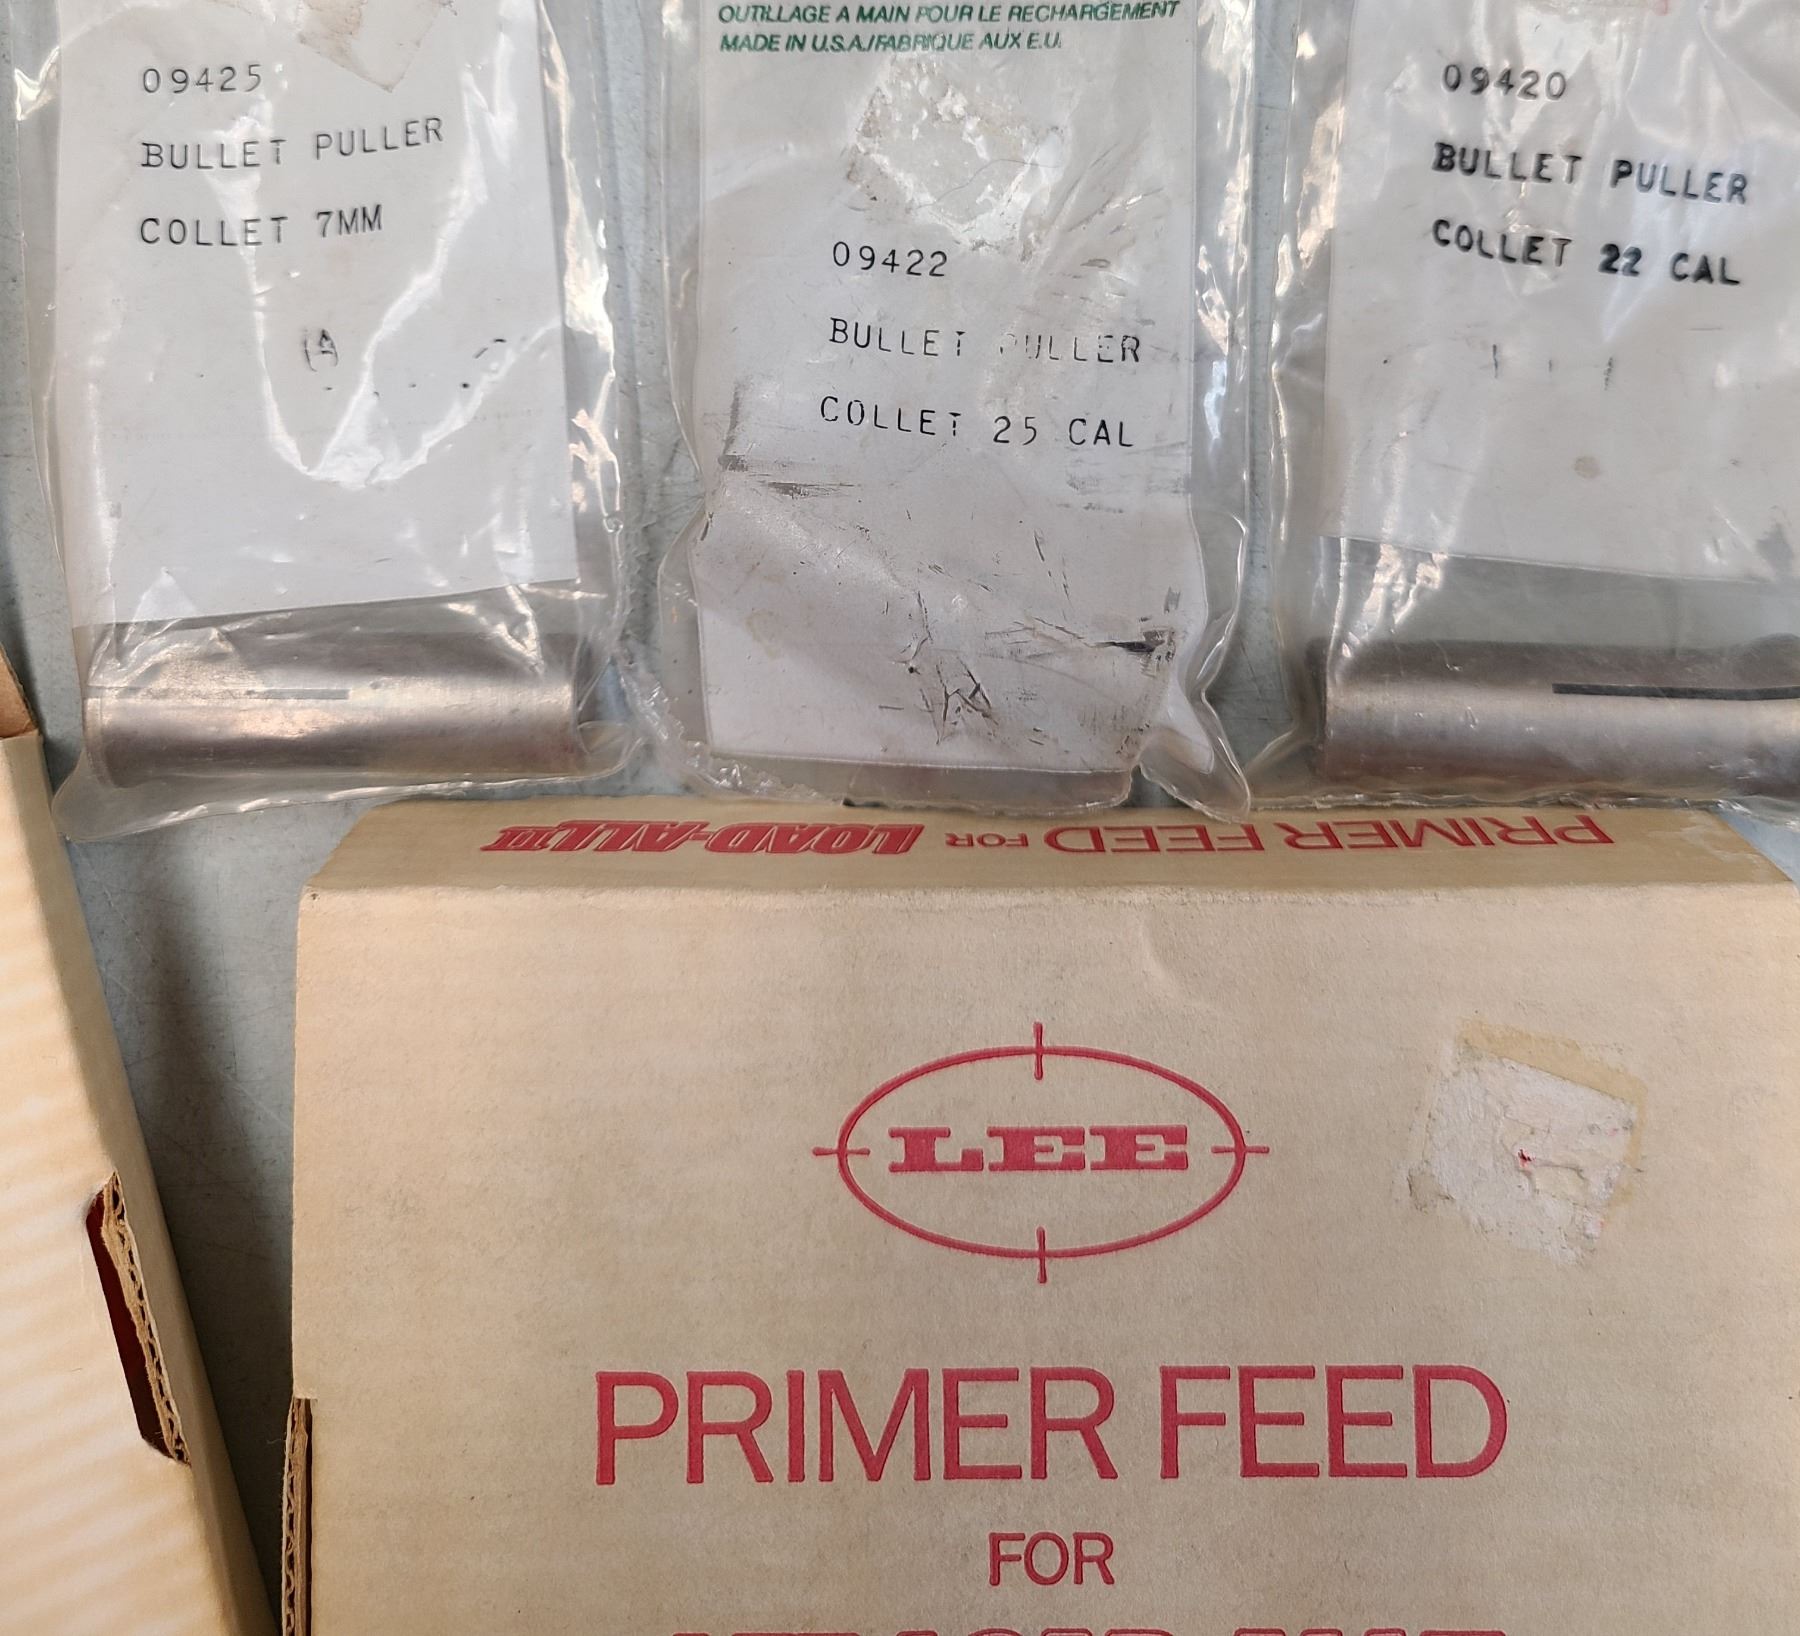 OUTILLAGE A MAIN POUR LE RECHARGEMENT
MADE IN U.S.A./FABRIQUE AUX E.U.
09425
BULLET PULLER
COLLET 7MM
09422
BULLET PULLER
COLLET 25 CAL
09420
BULLET PULLER
COLLET 22 CAL
PRIMER FEED FOR LOAD-ALL II
LEE
PRIMER FEED
FOR